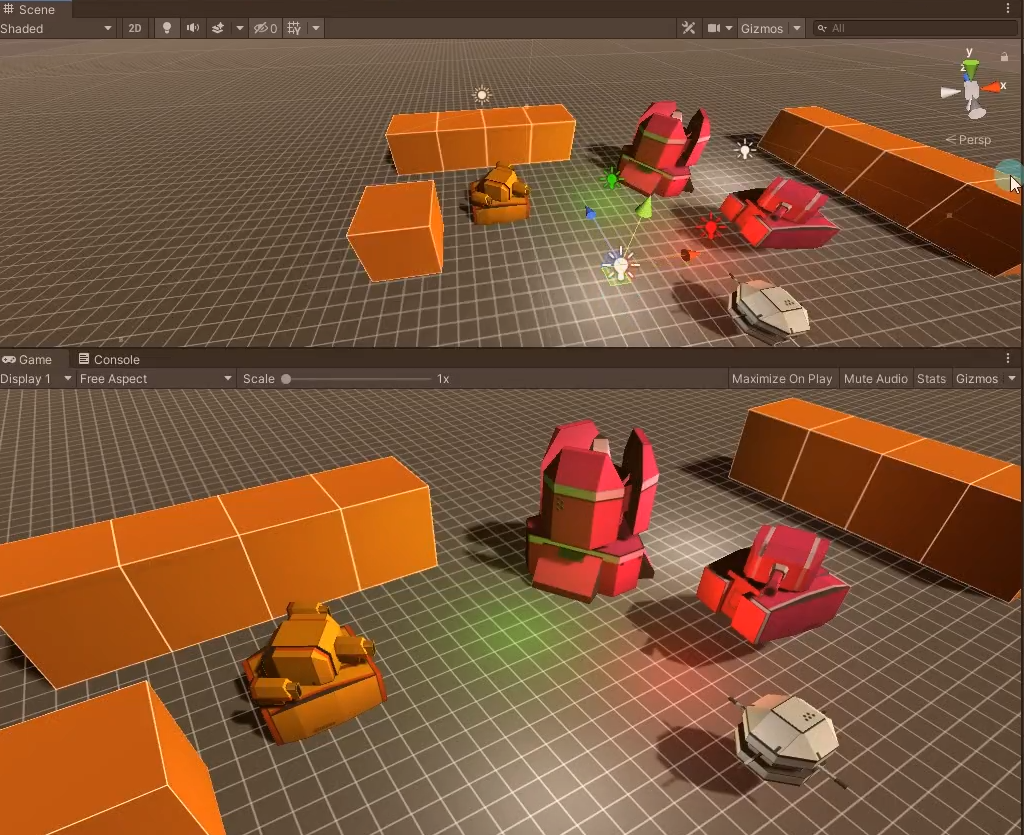 Scene
Shaded 2D 0 Gizmos All
y
z
x
Persp
Game Console
Display 1 Free Aspect Scale 1x Maximize On Play Mute Audio Stats Gizmos